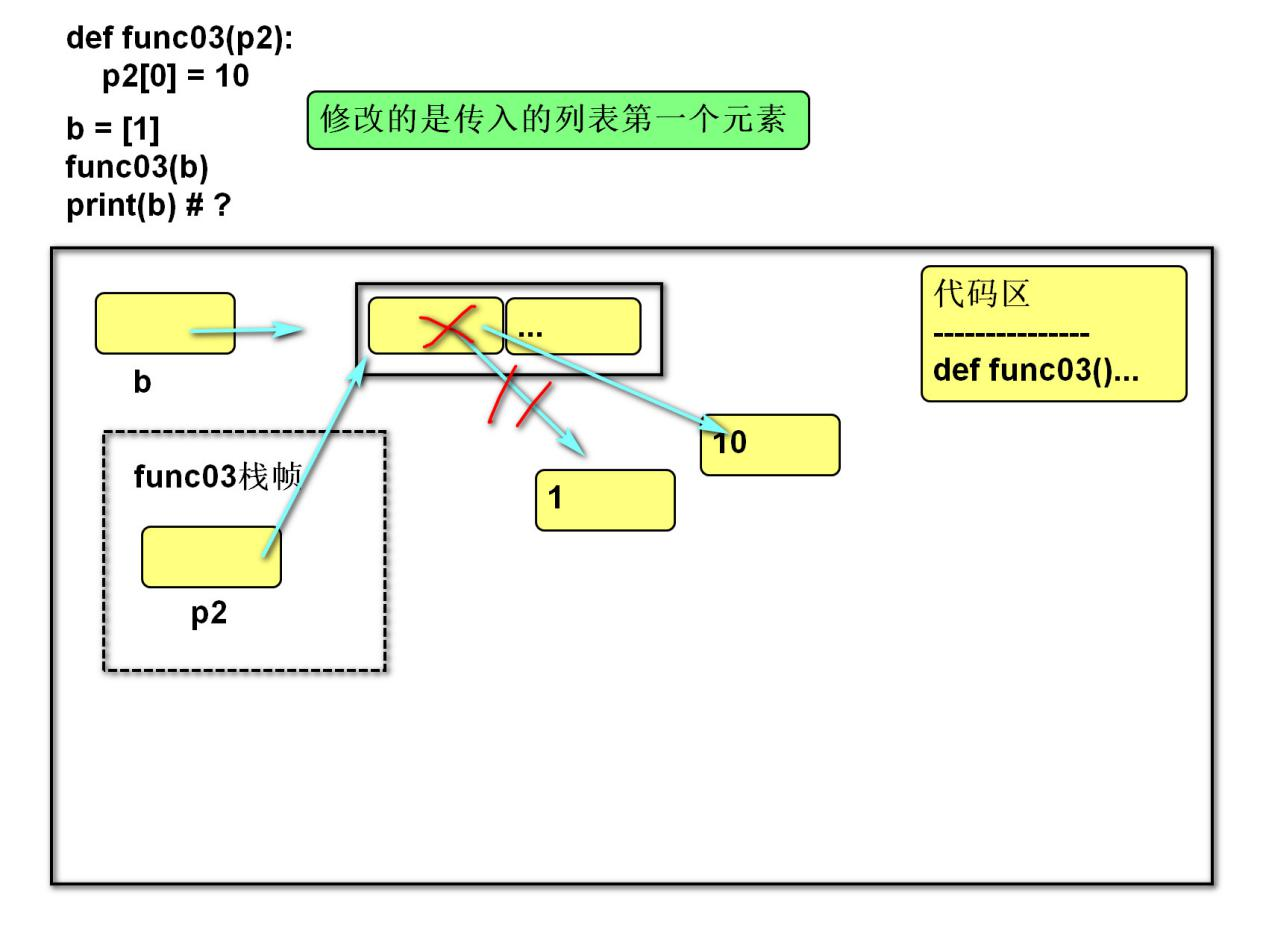 def func03(p2):
p2[0] = 10
修改的是传入的列表第一个元素
b = [1]
func03(b)
print(b) # ?
...
代码区
---------------
def func03()...
b
10
func03栈帧
1
p2